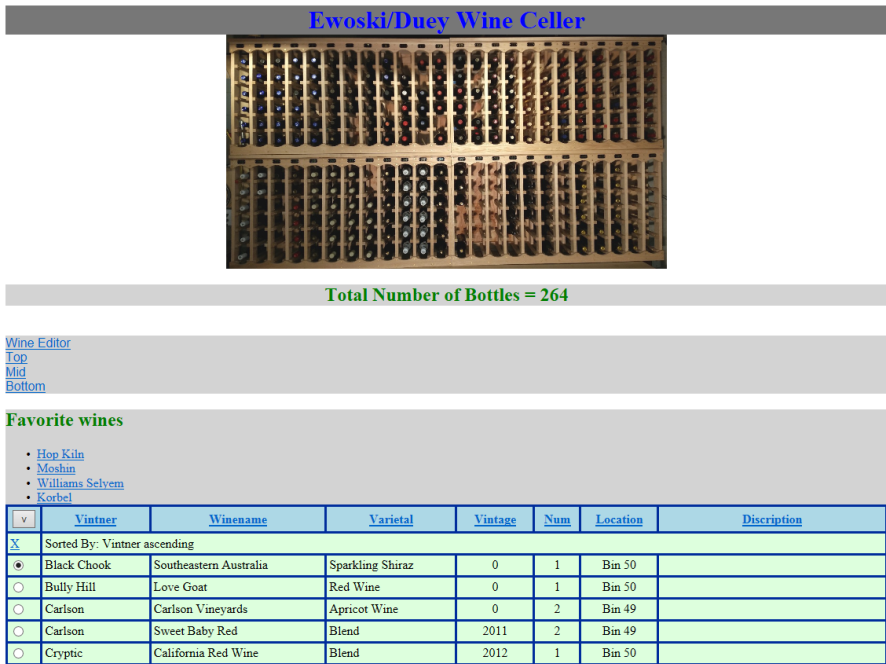 Ewoski/Duey Wine Celler
Total Number of Bottles = 264
Wine Editor
Top
Mid
Bottom
Favorite wines
• Hop Kiln
• Moshin
• Williams Selyem
• Korbel
v Vintner Winename Varietal Vintage Num Location Discription
X Sorted By: Vintner ascending
Black Chook Southeastern Australia Sparkling Shiraz 0 1 Bin 50
Bully Hill Love Goat Red Wine 0 1 Bin 50
Carlson Carlson Vineyards Apricot Wine 0 2 Bin 49
Carlson Sweet Baby Red Blend 2011 2 Bin 49
Cryptic California Red Wine Blend 2012 1 Bin 50